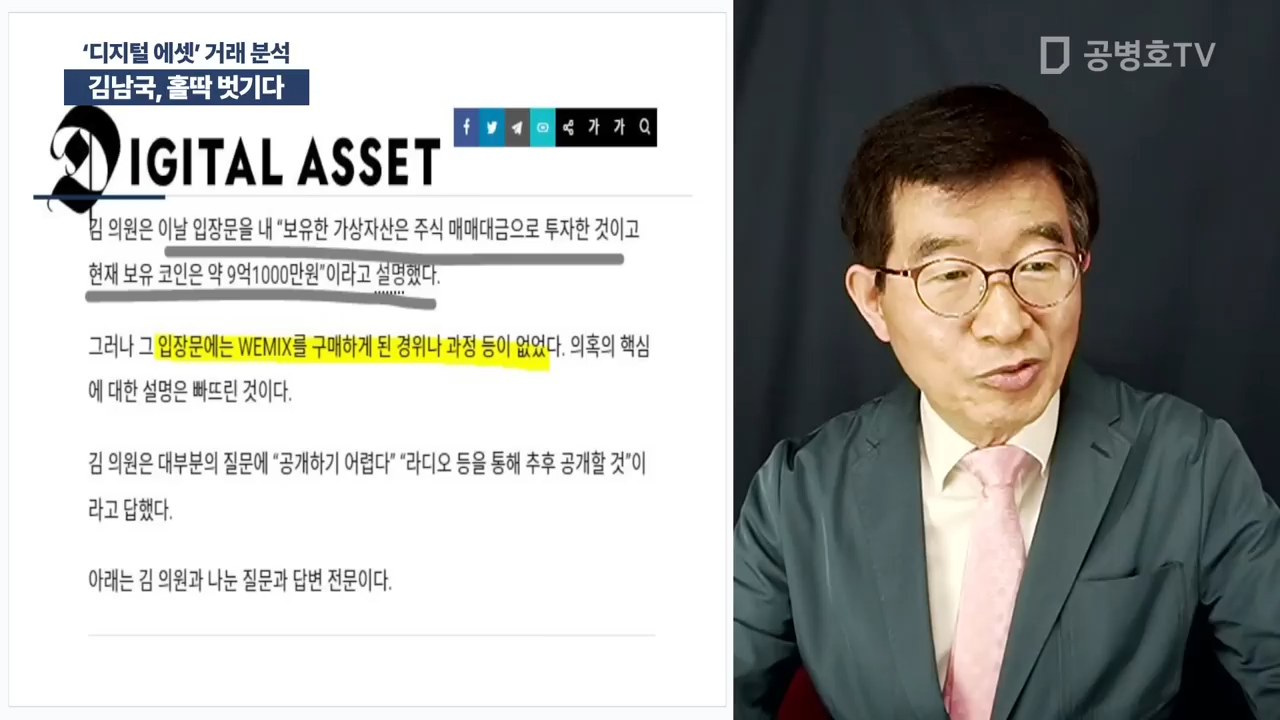 ‘디지털 에셋’ 거래 분석
김남국, 홀딱 벗기다
공병호TV
DIGITAL ASSET
가 가
김 의원은 이날 입장문을 내 “보유한 가상자산은 주식 매매대금으로 투자한 것이고
현재 보유 코인은 약 9억1000만원”이라고 설명했다.
그러나 그 입장문에는 WEMIX를 구매하게 된 경위나 과정 등이 없었다. 의혹의 핵심
에 대한 설명은 빠뜨린 것이다.
김 의원은 대부분의 질문에 “공개하기 어렵다” “라디오 등을 통해 추후 공개할 것”이
라고 답했다.
아래는 김 의원과 나눈 질문과 답변 전문이다.